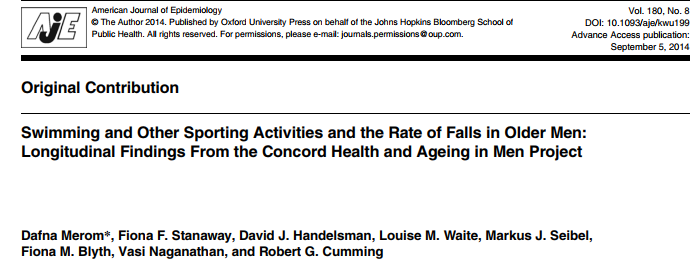 AJE
American Journal of Epidemiology
© The Author 2014. Published by Oxford University Press on behalf of the Johns Hopkins Bloomberg School of
Public Health. All rights reserved. For permissions, please e-mail: journals.permissions@oup.com.
Vol. 180, No. 8
DOI: 10.1093/aje/kwu199
Advance Access publication:
September 5, 2014
Original Contribution
Swimming and Other Sporting Activities and the Rate of Falls in Older Men:
Longitudinal Findings From the Concord Health and Ageing in Men Project
Dafna Merom*, Fiona F. Stanaway, David J. Handelsman, Louise M. Waite, Markus J. Seibel,
Fiona M. Blyth, Vasi Naganathan, and Robert G. Cumming